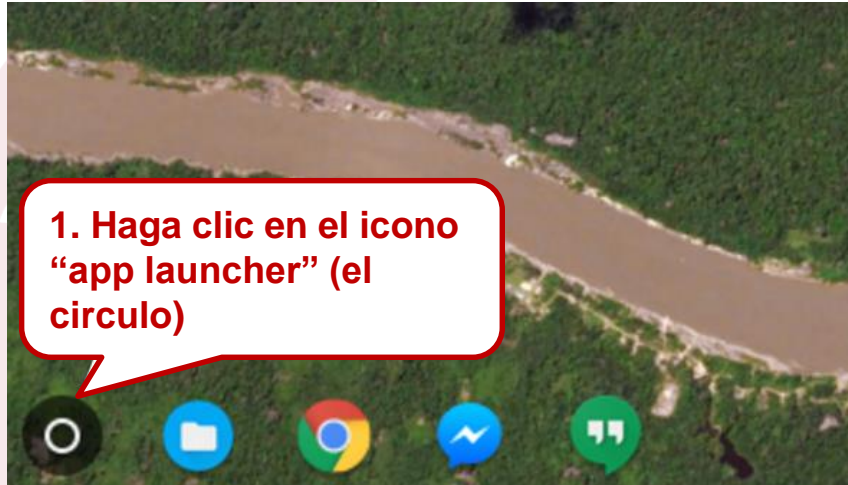 1. Haga clic en el icono
“app launcher” (el
circulo)